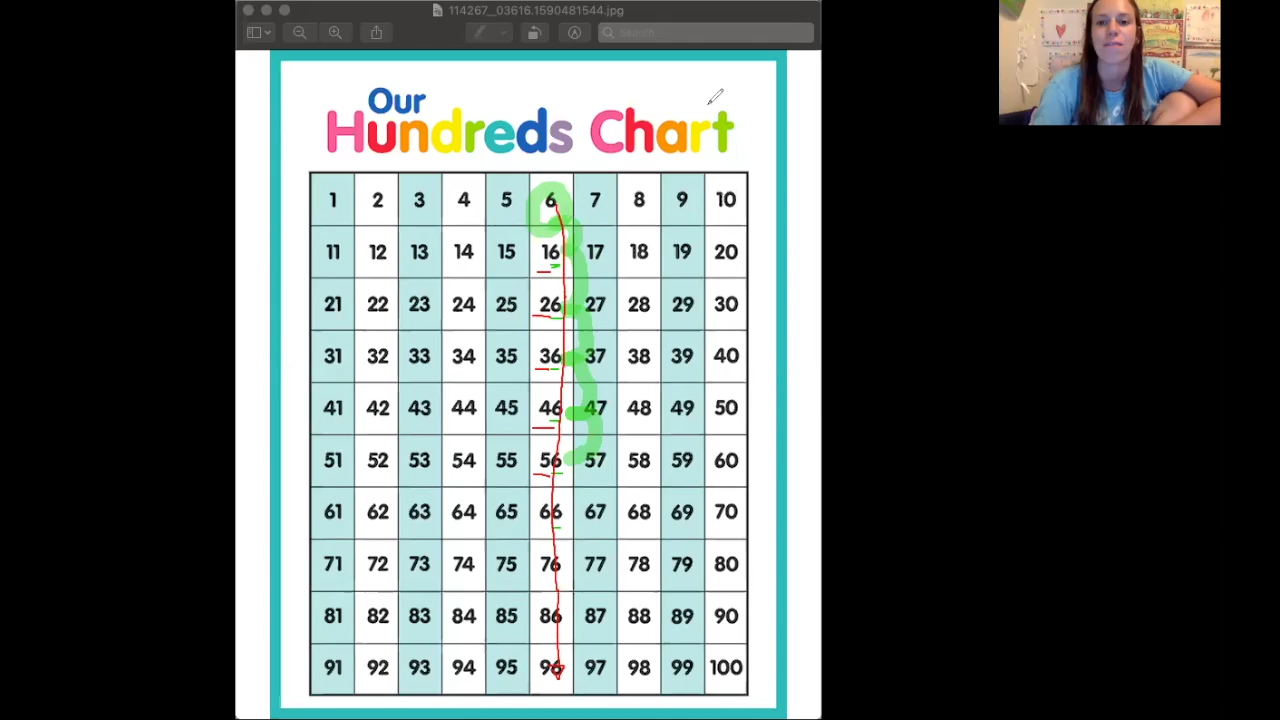 114267__03616.1590481544.jpg
Search
Our
Hundreds Chart
1 2 3 4 5 6 7 8 9 10
11 12 13 14 15 16 17 18 19 20
21 22 23 24 25 26 27 28 29 30
31 32 33 34 35 36 37 38 39 40
41 42 43 44 45 46 47 48 49 50
51 52 53 54 55 56 57 58 59 60
61 62 63 64 65 66 67 68 69 70
71 72 73 74 75 76 77 78 79 80
81 82 83 84 85 86 87 88 89 90
91 92 93 94 95 96 97 98 99 100